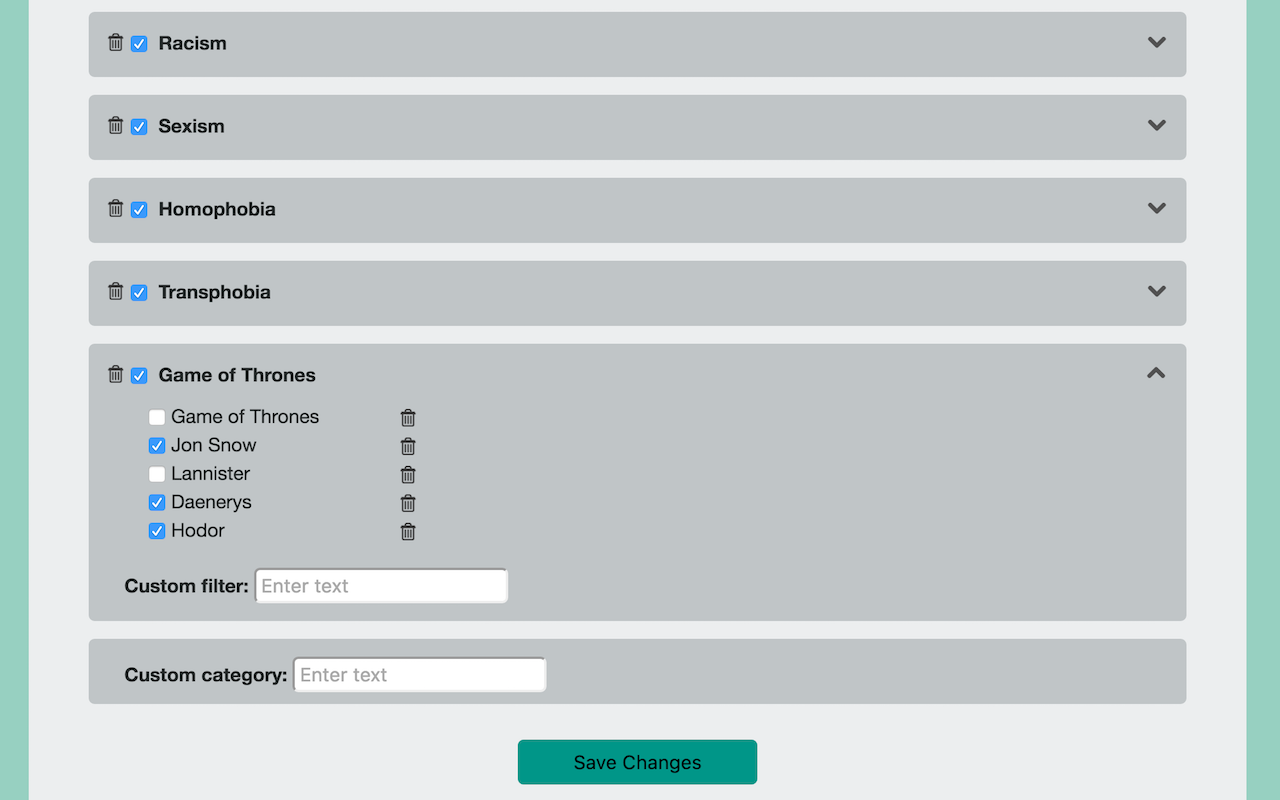 Racism
Sexism
Homophobia
Transphobia
Game of Thrones
Game of Thrones
Jon Snow
Lannister
Daenerys
Hodor
Custom filter: Enter text
Custom category: Enter text
Save Changes